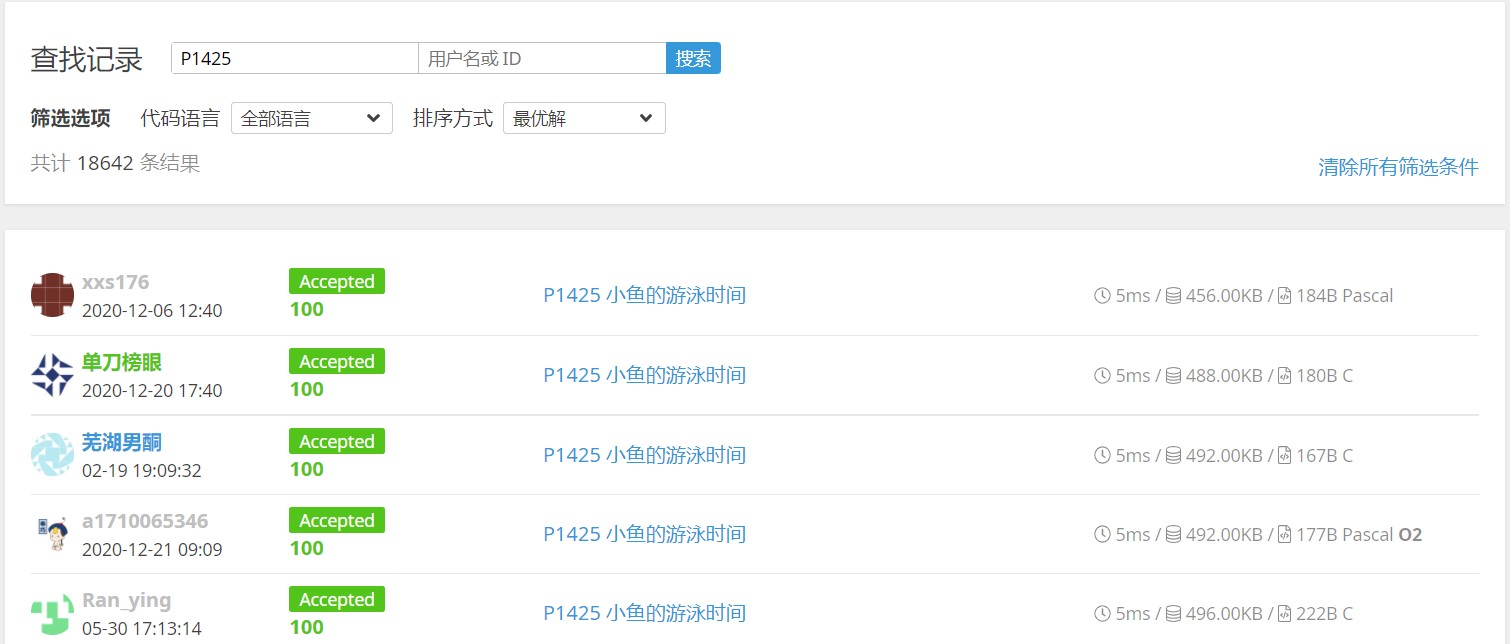 查找记录 P1425 用户名或 ID 搜索
筛选选项 代码语言 全部语言 排序方式 最优解
共计 18642 条结果
清除所有筛选条件
xxs176
2020-12-06 12:40
Accepted
100
P1425 小鱼的游泳时间
5ms / 456.00KB / 184B Pascal
单刀榜眼
2020-12-20 17:40
Accepted
100
P1425 小鱼的游泳时间
5ms / 488.00KB / 180B C
芜湖男酮
02-19 19:09:32
Accepted
100
P1425 小鱼的游泳时间
5ms / 492.00KB / 167B C
a1710065346
2020-12-21 09:09
Accepted
100
P1425 小鱼的游泳时间
5ms / 492.00KB / 177B Pascal O2
Ran_ying
05-30 17:13:14
Accepted
100
P1425 小鱼的游泳时间
5ms / 496.00KB / 222B C